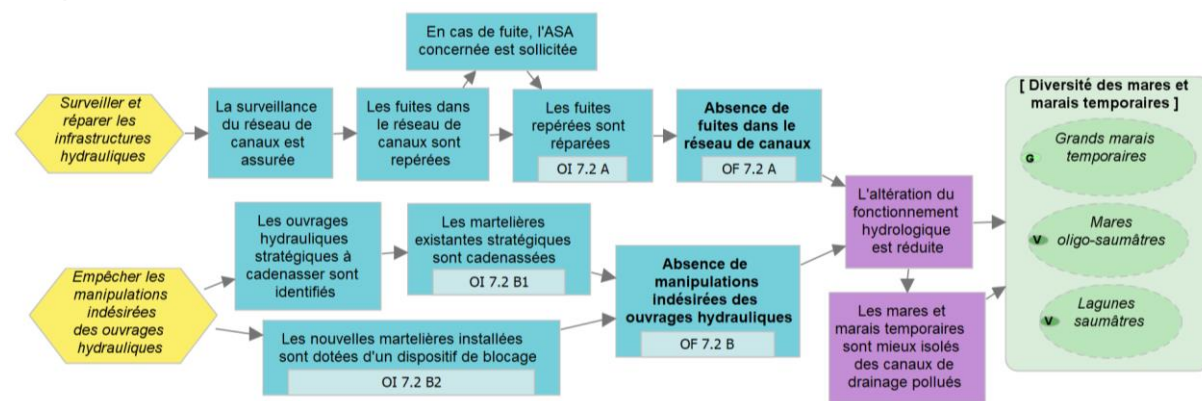 En cas de fuite, l'ASA
concernée est sollicitée
Surveiller et
réparer les
infrastructures
hydrauliques
La surveillance
du réseau de
canaux est
assurée
Les fuites dans
le réseau de
canaux sont
repérées
Les fuites
repérées sont
réparées
OI 7.2 A
Absence de
fuites dans le
réseau de canaux
OF 7.2 A
Empêcher les
manipulations
indésirées
des ouvrages
hydrauliques
Les ouvrages
hydrauliques
stratégiques à
cadenasser sont
identifiés
Les martelières
existantes stratégiques
sont cadenassées
OI 7.2 B1
Les nouvelles martelières installées
sont dotées d'un dispositif de blocage
OI 7.2 B2
Absence de
manipulations
indésirées des
ouvrages hydrauliques
OF 7.2 B
L'altération du
fonctionnement
hydrologique
est réduite
Les mares et
marais temporaires
sont mieux isolés
des canaux de
drainage pollués
[ Diversité des mares et
marais temporaires ]
Grands marais
temporaires
G
Mares
oligo-saumâtres
V
Lagunes
saumâtres
V